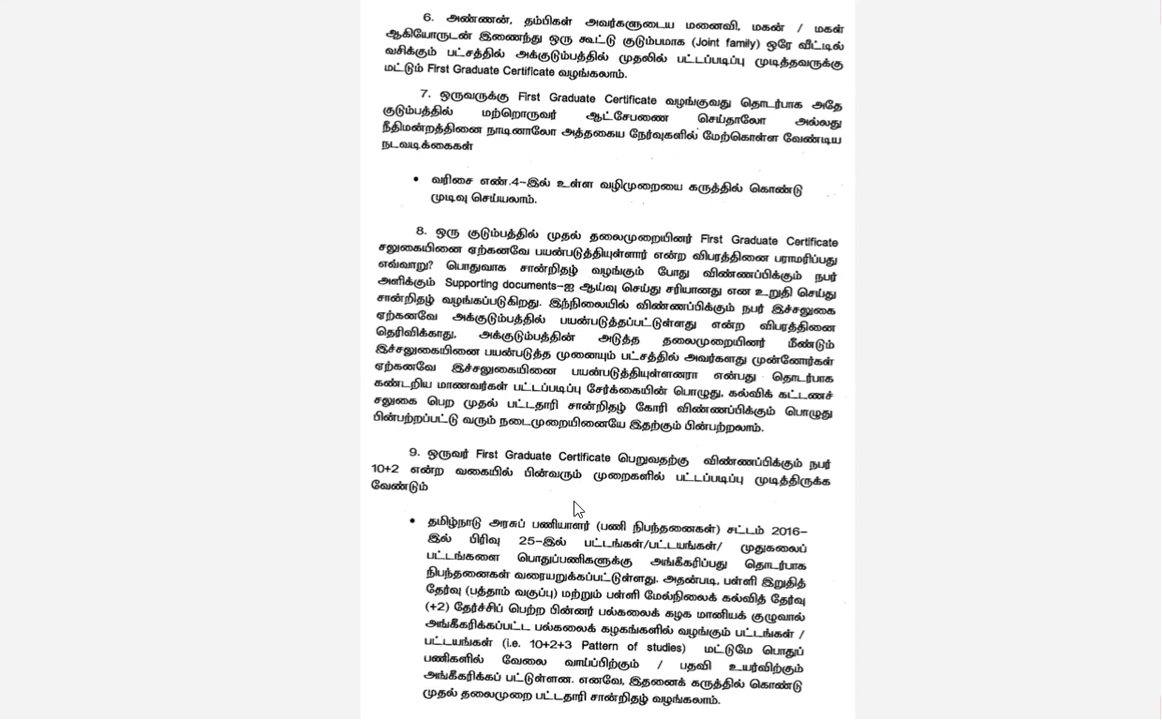 6. அண்ணன், தம்பிகள் அவர்களுடைய மனைவி, மகன் / மகள்
ஆகியோருடன் இணைந்து ஒரு கூட்டு குடும்பமாக (Joint family) ஒரே வீட்டில்
வசிக்கும் பட்சத்தில் அக்குடும்பத்தில் முதலில் பட்டப்படிப்பு முடித்தவருக்கு
மட்டும் First Graduate Certificate வழங்கலாம்.
7. ஒருவருக்கு First Graduate Certificate வழங்குவது தொடர்பாக அதே
குடும்பத்தில் மற்றொருவர் ஆட்சேபணை செய்தாலோ அல்லது
நீதிமன்றத்தினை நாடினாலோ அத்தகைய நேர்வுகளில் மேற்கொள்ள வேண்டிய
நடவடிக்கைகள்
• வரிசை எண்.4-இல் உள்ள வழிமுறையை கருத்தில் கொண்டு
முடிவு செய்யலாம்.
8. ஒரு குடும்பத்தில் முதல் தலைமுறையினர் First Graduate Certificate
சலுகையினை ஏற்கனவே பயன்படுத்தியுள்ளார் என்ற விபரத்தினை பராமரிப்பது
எவ்வாறு? பொதுவாக சான்றிதழ் வழங்கும் போது விண்ணப்பிக்கும் நபர்
அளிக்கும் Supporting documents-ஐ ஆய்வு செய்து சரியானது என உறுதி செய்து
சான்றிதழ் வழங்கப்படுகிறது. இந்நிலையில் விண்ணப்பிக்கும் நபர் இச்சலுகை
ஏற்கனவே அக்குடும்பத்தில் பயன்படுத்தப்பட்டுள்ளது என்ற விபரத்தினை
தெரிவிக்காது, அக்குடும்பத்தின் அடுத்த தலைமுறையினர் மீண்டும்
இச்சலுகையினை பயன்படுத்த முனையும் பட்சத்தில் அவர்களது முன்னோர்கள்
ஏற்கனவே இச்சலுகையினை பயன்படுத்தியுள்ளனரா என்பது தொடர்பாக
கண்டறிய மாணவர்கள் பட்டப்படிப்பு சேர்க்கையின் பொழுது, கல்விக் கட்டணச்
சலுகை பெற முதல் பட்டதாரி சான்றிதழ் கோரி விண்ணப்பிக்கும் பொழுது
பின்பற்றப்பட்டு வரும் நடைமுறையினையே இதற்கும் பின்பற்றலாம்.
9. ஒருவர் First Graduate Certificate பெறுவதற்கு விண்ணப்பிக்கும் நபர்
10+2 என்ற வகையில் பின்வரும் முறைகளில் பட்டப்படிப்பு முடித்திருக்க
வேண்டும்
• தமிழ்நாடு அரசுப் பணியாளர் (பணி நிபந்தனைகள்) சட்டம் 2016-
இல் பிரிவு 25-இல் பட்டங்கள்/பட்டயங்கள்/ முதுகலைப்
பட்டங்களை பொதுப்பணிகளுக்கு அங்கீகரிப்பது தொடர்பாக
நிபந்தனைகள் வரையறுக்கப்பட்டுள்ளது. அதன்படி, பள்ளி இறுதித்
தேர்வு (பத்தாம் வகுப்பு) மற்றும் பள்ளி மேல்நிலைக் கல்வித் தேர்வு
(+2) தேர்ச்சிப் பெற்ற பின்னர் பல்கலைக் கழக மானியக் குழுவால்
அங்கீகரிக்கப்பட்ட பல்கலைக் கழகங்களில் வழங்கும் பட்டங்கள் /
பட்டயங்கள் (i.e. 10+2+3 Pattern of studies) மட்டுமே பொதுப்
பணிகளில் வேலை வாய்ப்பிற்கும் / பதவி உயர்விற்கும்
அங்கீகரிக்கப் பட்டுள்ளன. எனவே, இதனைக் கருத்தில் கொண்டு
முதல் தலைமுறை பட்டதாரி சான்றிதழ் வழங்கலாம்.